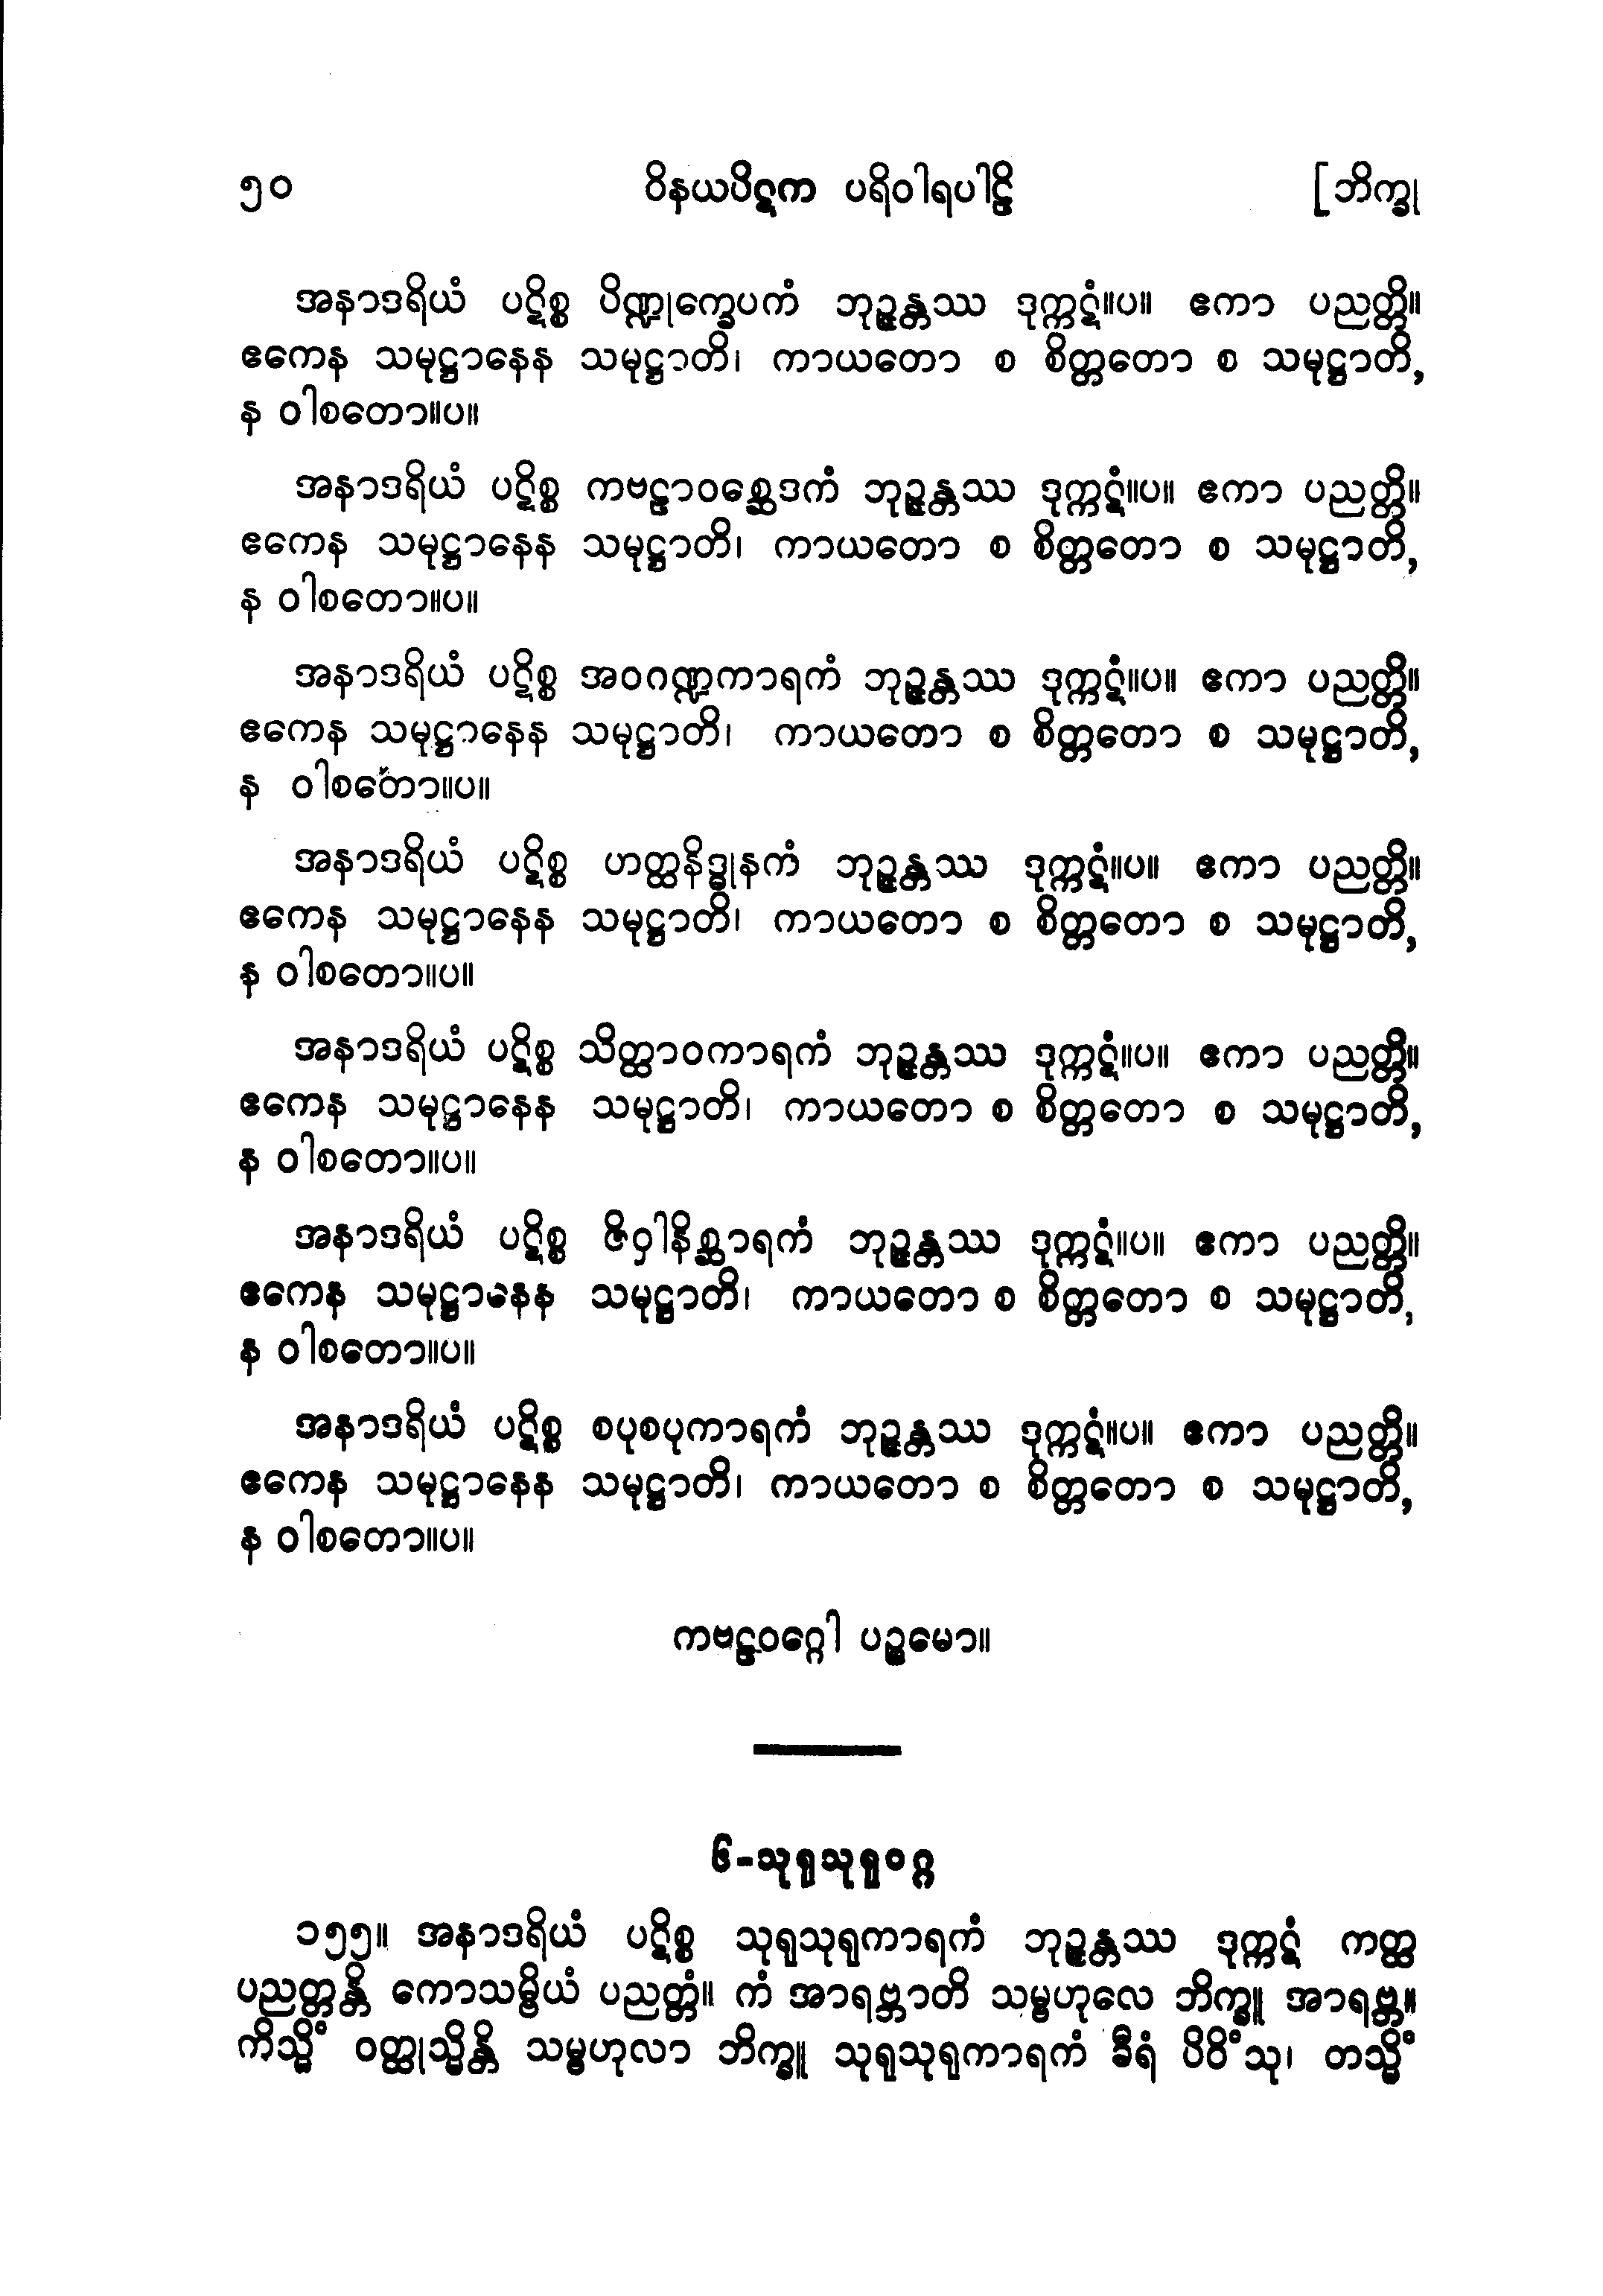 ၅၀ ဝိနယပိဋက ပရိဝါရပါဠိ [ဘိက္ခု
အနာဒရိယံ ပဋိစ္စ ပိဏ္ဍုက္ခေပကံ ဘုဉ္ဇန္တဿ ဒုက္ကဋံ။ပ။ ဧကာ ပညတ္တိ။
ဧကေန သမုဋ္ဌာနေန သမုဋ္ဌာတိ၊ ကာယတော စ စိတ္တတော စ သမုဋ္ဌာတိ,
န ဝါစတော။ပ။
အနာဒရိယံ ပဋိစ္စ ကဗဠာဝစ္ဆေဒကံ ဘုဉ္ဇန္တဿ ဒုက္ကဋံ။ပ။ ဧကာ ပညတ္တိ။
ဧကေန သမုဋ္ဌာနေန သမုဋ္ဌာတိ၊ ကာယတော စ စိတ္တတော စ သမုဋ္ဌာတိ,
န ဝါစတော။ပ။
အနာဒရိယံ ပဋိစ္စ အဝဂဏ္ဍကာရကံ ဘုဉ္ဇန္တဿ ဒုက္ကဋံ။ပ။ ဧကာ ပညတ္တိ။
ဧကေန သမုဋ္ဌာနေန သမုဋ္ဌာတိ၊ ကာယတော စ စိတ္တတော စ သမုဋ္ဌာတိ,
န ဝါစတော။ပ။
အနာဒရိယံ ပဋိစ္စ ဟတ္ထနိဒ္ဓုနကံ ဘုဉ္ဇန္တဿ ဒုက္ကဋံ။ပ။ ဧကာ ပညတ္တိ။
ဧကေန သမုဋ္ဌာနေန သမုဋ္ဌာတိ၊ ကာယတော စ စိတ္တတော စ သမုဋ္ဌာတိ,
န ဝါစတော။ပ။
အနာဒရိယံ ပဋိစ္စ သိတ္ထာဝကာရကံ ဘုဉ္ဇန္တဿ ဒုက္ကဋံ။ပ။ ဧကာ ပညတ္တိ။
ဧကေန သမုဋ္ဌာနေန သမုဋ္ဌာတိ၊ ကာယတော စ စိတ္တတော စ သမုဋ္ဌာတိ,
န ဝါစတော။ပ။
အနာဒရိယံ ပဋိစ္စ ဇိဝှါနိစ္ဆာရကံ ဘုဉ္ဇန္တဿ ဒုက္ကဋံ။ပ။ ဧကာ ပညတ္တိ။
ဧကေန သမုဋ္ဌာနေန သမုဋ္ဌာတိ၊ ကာယတော စ စိတ္တတော စ သမုဋ္ဌာတိ,
န ဝါစတော။ပ။
အနာဒရိယံ ပဋိစ္စ စပုစပုကာရကံ ဘုဉ္ဇန္တဿ ဒုက္ကဋံ။ပ။ ဧကာ ပညတ္တိ။
ဧကေန သမုဋ္ဌာနေန သမုဋ္ဌာတိ၊ ကာယတော စ စိတ္တတော စ သမုဋ္ဌာတိ,
န ဝါစတော။ပ။
ကဗဠဝဂ္ဂေါ ပဉ္စမော။
၆-သုရုသုရုဝဂ္ဂ
၁၅၅။ အနာဒရိယံ ပဋိစ္စ သုရုသုရုကာရကံ ဘုဉ္ဇန္တဿ ဒုက္ကဋံ ကတ္ထ
ပညတ္တန္တိ ကောသမ္ဗိယံ ပညတ္တံ။ ကံ အာရဗ္ဘာတိ သမ္ဗဟုလေ ဘိက္ခူ အာရဗ္ဘ။
ကိသ္မိံ ဝတ္ထုသ္မိန္တိ သမ္ဗဟုလာ ဘိက္ခူ သုရုသုရုကာရကံ ခီရံ ပိဝိံသု၊ တသ္မိံ